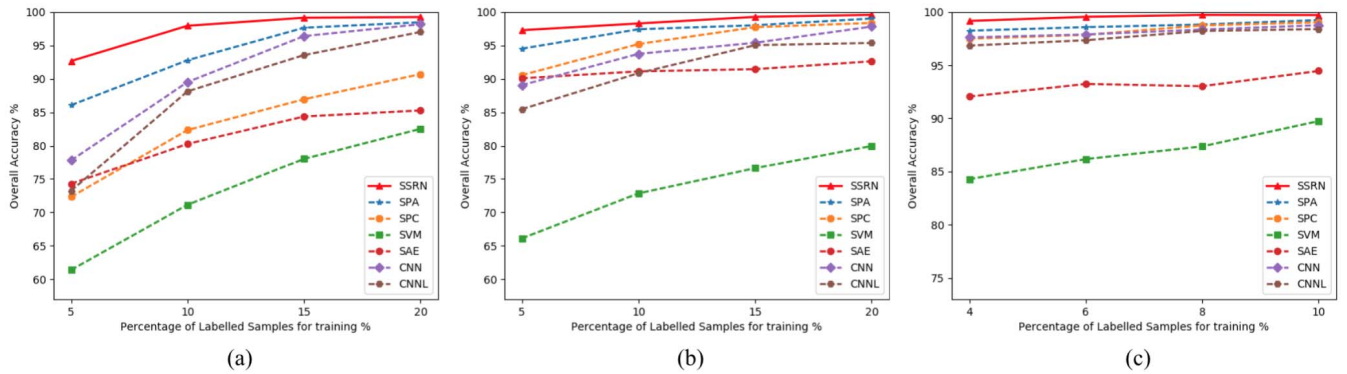 100
95
90
85
80
75
70
65
60
Overall Accuracy %
5
10
15
20
Percentage of Labelled Samples for training %
SSRN
SPA
SPC
SVM
SAE
CNN
CNNL
(a)
100
95
90
85
80
75
70
65
60
Overall Accuracy %
5
10
15
20
Percentage of Labelled Samples for training %
SSRN
SPA
SPC
SVM
SAE
CNN
CNNL
(b)
100
95
90
85
80
75
Overall Accuracy %
4
6
8
10
Percentage of Labelled Samples for training %
SSRN
SPA
SPC
SVM
SAE
CNN
CNNL
(c)